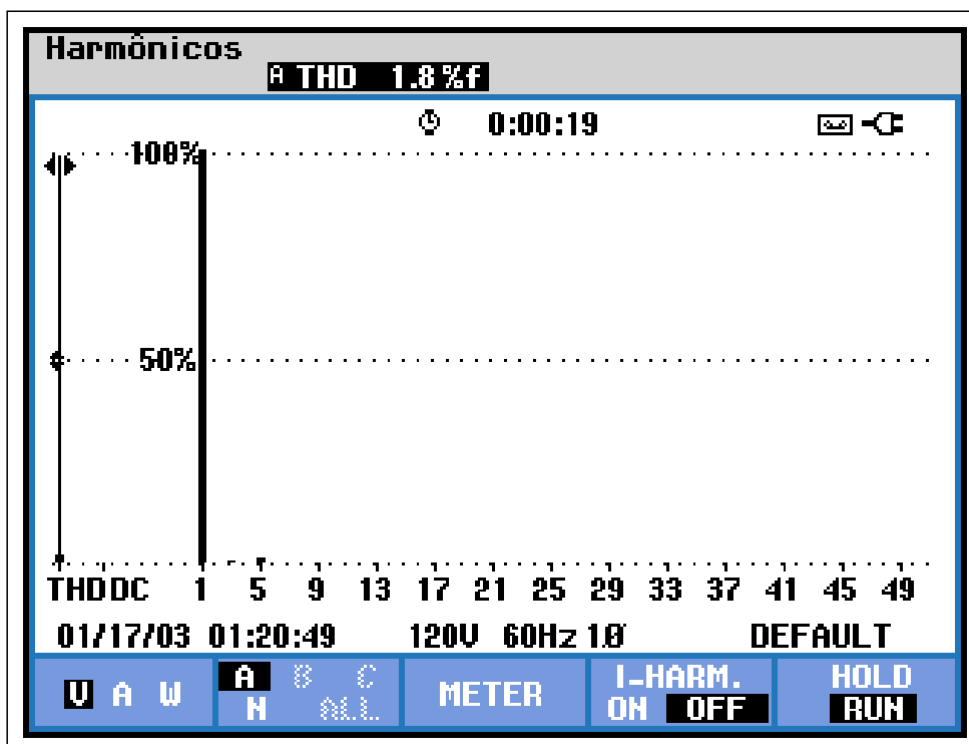 Harmônicos
A THD 1.8%f
0:00:19
100%
50%
THD DC 1 5 9 13 17 21 25 29 33 37 41 45 49
01/17/03 01:20:49 120V 60Hz 1Ø DEFAULT
V A W A B C METER I-HARM. HOLD
N ALL ON OFF RUN